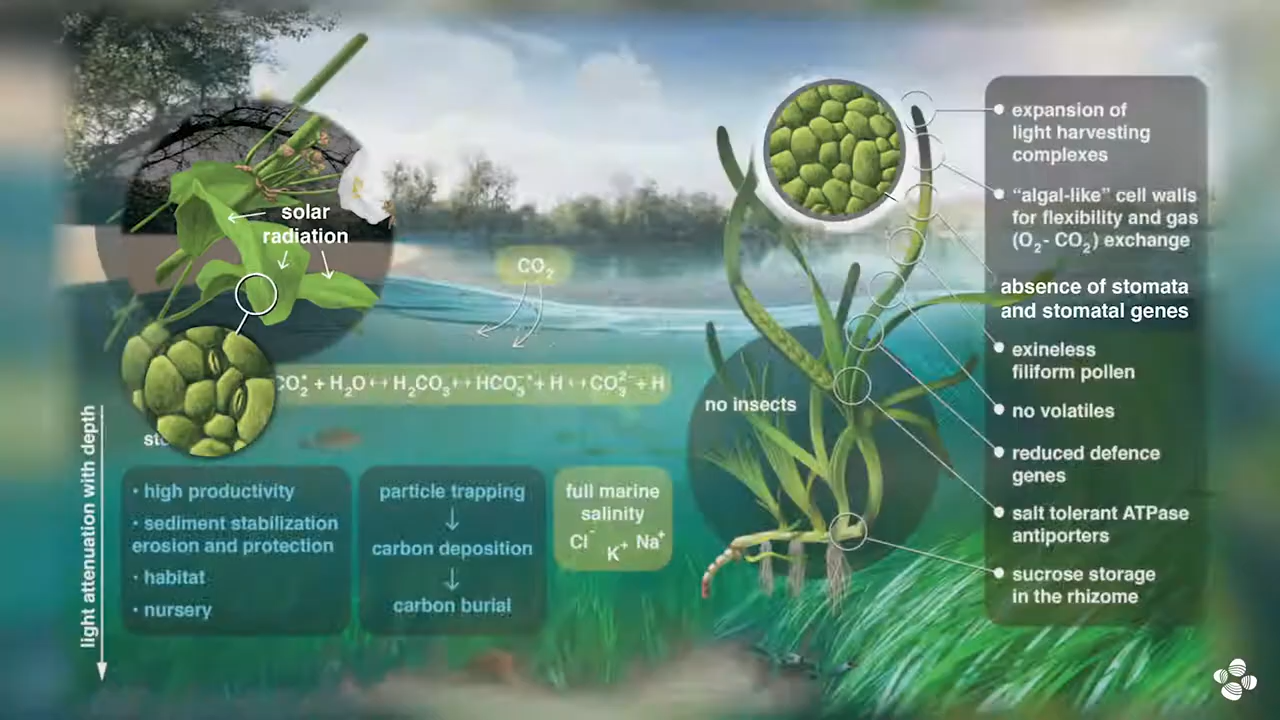 solar
radiation
CO₂
CO₂* + H₂O ↔ H₂CO₃ ↔ HCO₃⁻* + H ↔ CO₃²⁻ + H
no insects
light attenuation with depth
• high productivity
• sediment stabilization
erosion and protection
• habitat
• nursery
particle trapping
↓
carbon deposition
↓
carbon burial
full marine
salinity
Cl⁻ K⁺ Na⁺
expansion of
light harvesting
complexes
“algal-like” cell walls
for flexibility and gas
(O₂- CO₂) exchange
absence of stomata
and stomatal genes
exineless
filiform pollen
no volatiles
reduced defence
genes
salt tolerant ATPase
antiporters
sucrose storage
in the rhizome